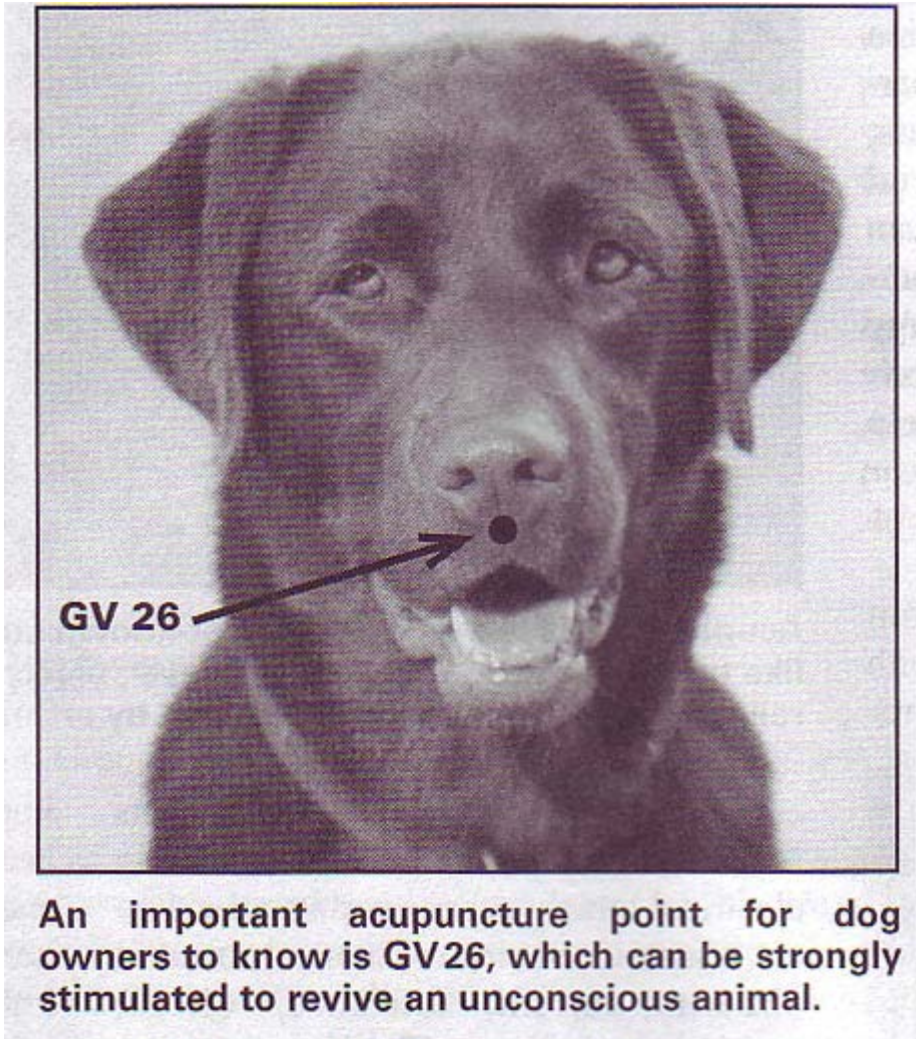 GV 26
An important acupuncture point for dog
owners to know is GV26, which can be strongly
stimulated to revive an unconscious animal.